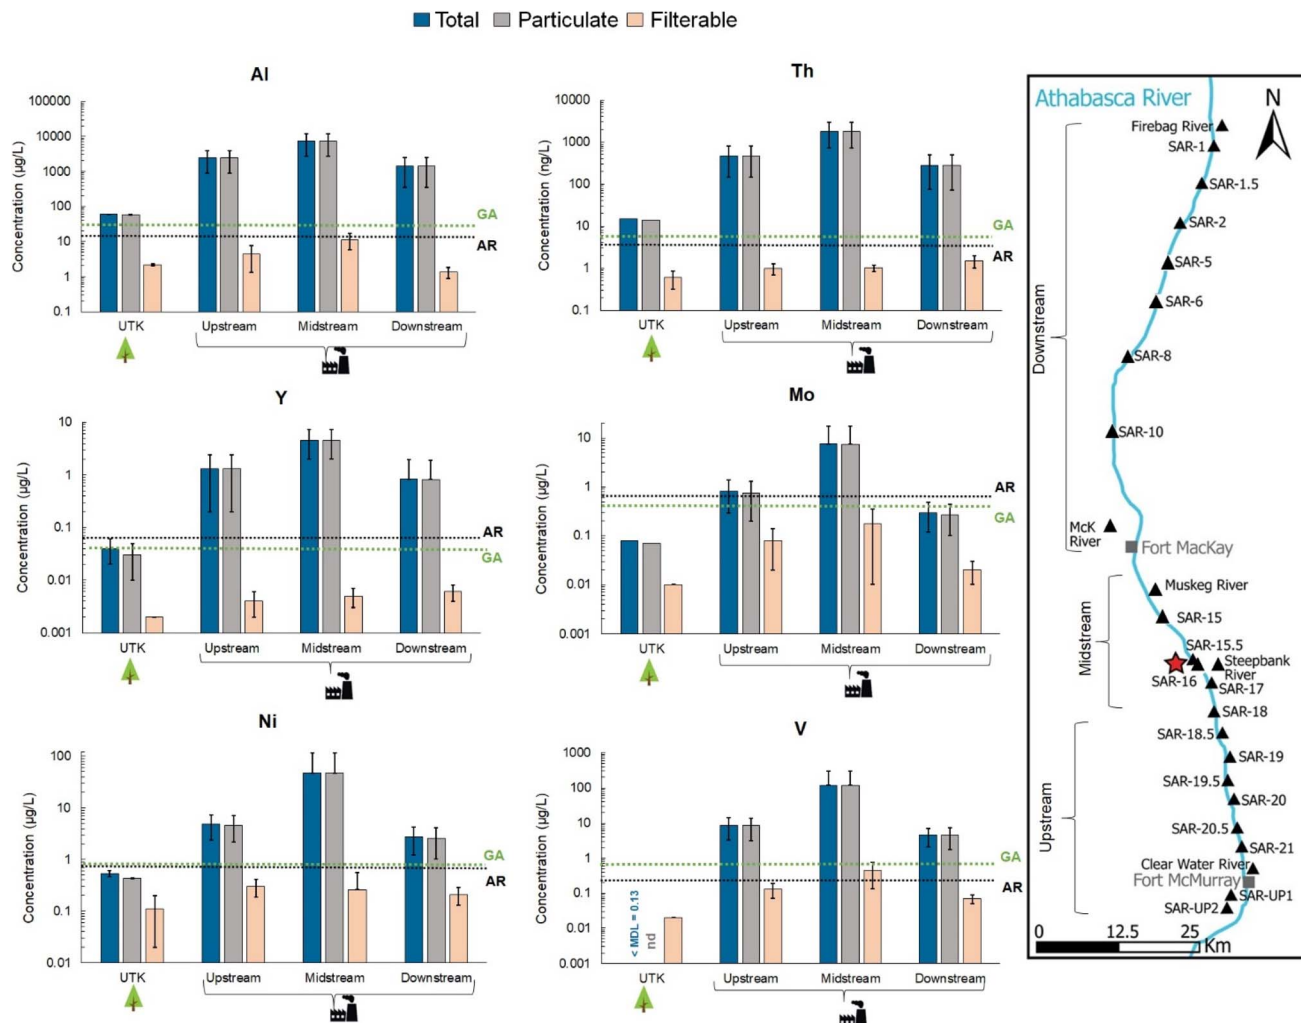 Total Particulate Filterable
Al
Concentration (µg/L)
100000
10000
1000
100
10
1
0.1
GA
AR
UTK Upstream Midstream Downstream
Th
Concentration (ng/L)
10000
1000
100
10
1
0.1
GA
AR
UTK Upstream Midstream Downstream
Y
Concentration (µg/L)
10
1
0.1
0.01
0.001
AR
GA
UTK Upstream Midstream Downstream
Mo
Concentration (µg/L)
10
1
0.1
0.01
0.001
AR
GA
UTK Upstream Midstream Downstream
Ni
Concentration (µg/L)
100
10
1
0.1
0.01
GA
AR
UTK Upstream Midstream Downstream
V
Concentration (µg/L)
1000
100
10
1
0.1
0.01
0.001
GA
AR
< MDL = 0.13
nd
UTK Upstream Midstream Downstream
Athabasca River
N
Firebag River
SAR-1
SAR-1.5
SAR-2
SAR-5
SAR-6
SAR-8
SAR-10
Downstream
McK
River
Fort MacKay
Muskeg River
SAR-15
Midstream
SAR-15.5
Steepbank
River
SAR-16
SAR-17
SAR-18
SAR-18.5
SAR-19
SAR-19.5
SAR-20
Upstream
SAR-20.5
SAR-21
Clear Water River
Fort McMurray
SAR-UP1
SAR-UP2
0 12.5 25
Km